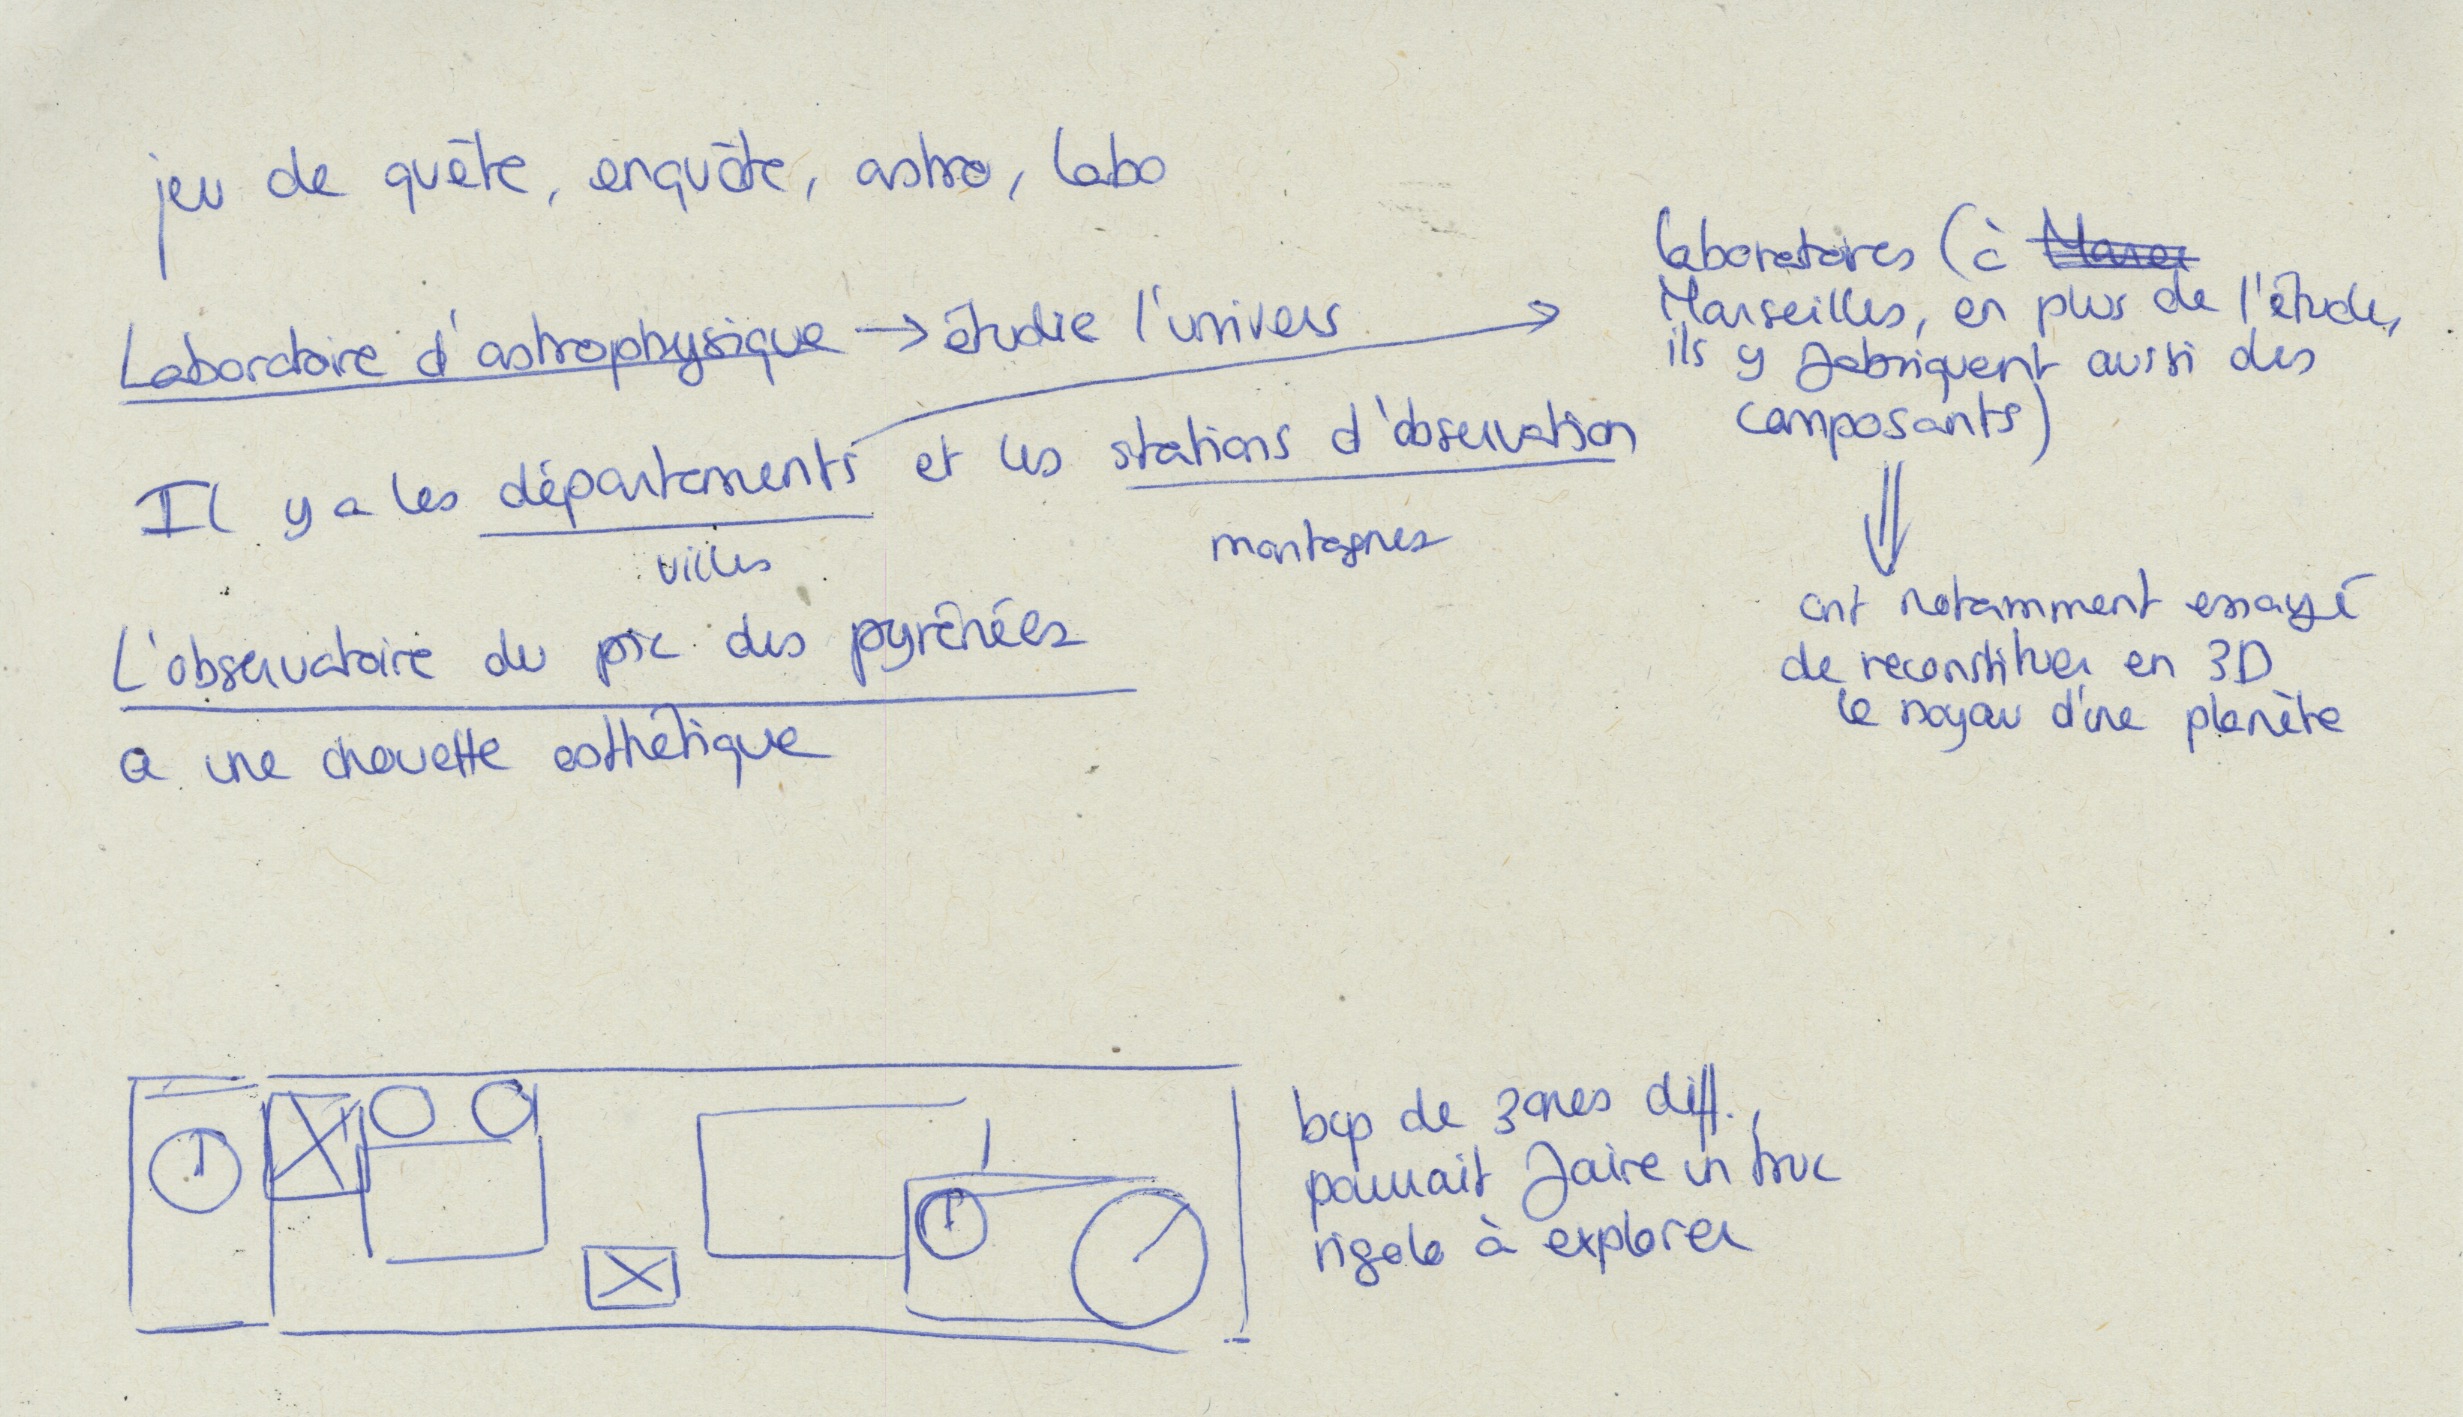 jeu de quête, enquête, astro, labo
Laboratoire d'astrophysique → étudie l'univers
Il y a les départements et les stations d'observation
villes
montagnes
L'observatoire du pic des pyrénées
a une chouette esthétique
laboratoires (à
Marseilles, en plus de l'étude,
ils y fabriquent aussi des
composants)
ont notamment essayé
de reconstituer en 3D
le noyau d'une planète
bcp de zones diff.,
pourrait faire un truc
rigolo à explorer